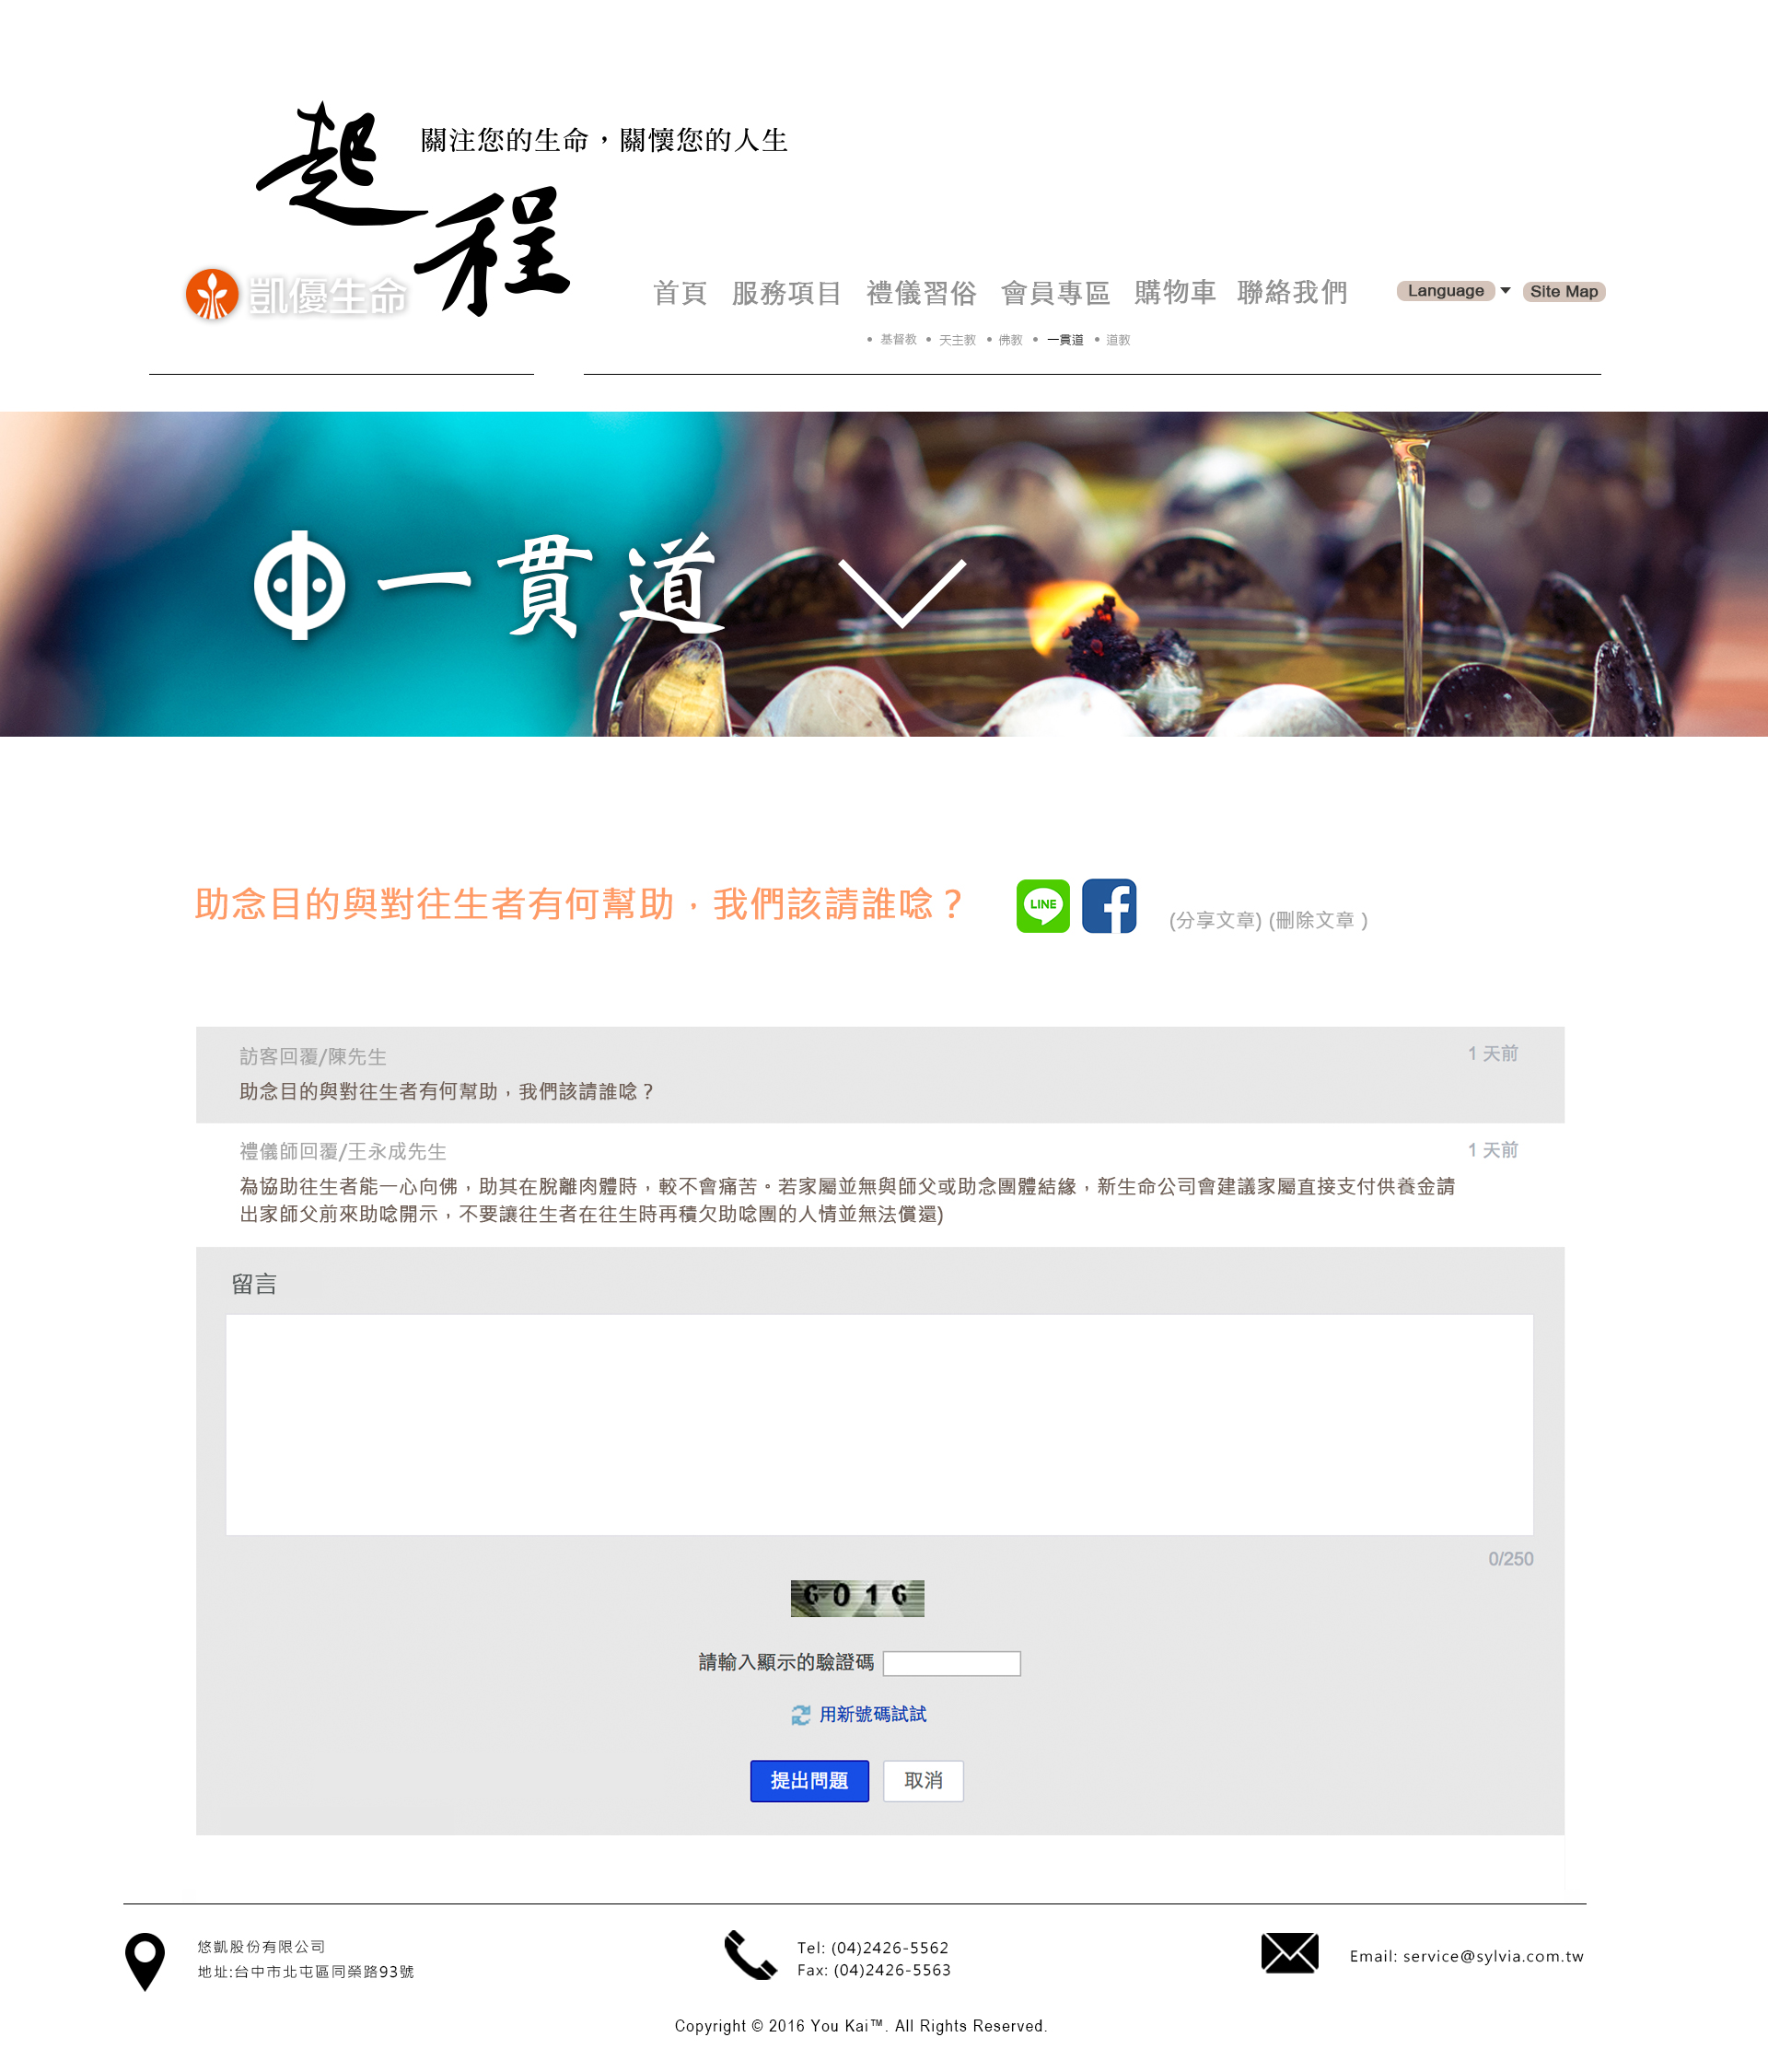 起程
關注您的生命，關懷您的人生
凱優生命
首頁 服務項目 禮儀習俗 會員專區 購物車 聯絡我們 Language Site Map
• 基督教 • 天主教 • 佛教 • 一貫道 • 道教
一貫道
助念目的與對往生者有何幫助，我們該請誰唸？ LINE (分享文章) (刪除文章 )
訪客回覆/陳先生 1 天前
助念目的與對往生者有何幫助，我們該請誰唸？
禮儀師回覆/王永成先生 1 天前
為協助往生者能一心向佛，助其在脫離肉體時，較不會痛苦。若家屬並無與師父或助念團體結緣，新生命公司會建議家屬直接支付供養金請
出家師父前來助唸開示，不要讓往生者在往生時再積欠助唸團的人情並無法償還)
留言
0/250
6016
請輸入顯示的驗證碼
用新號碼試試
提出問題 取消
悠凱股份有限公司
地址:台中市北屯區同榮路93號
Tel: (04)2426-5562
Fax: (04)2426-5563
Email: service@sylvia.com.tw
Copyright © 2016 You Kai™. All Rights Reserved.